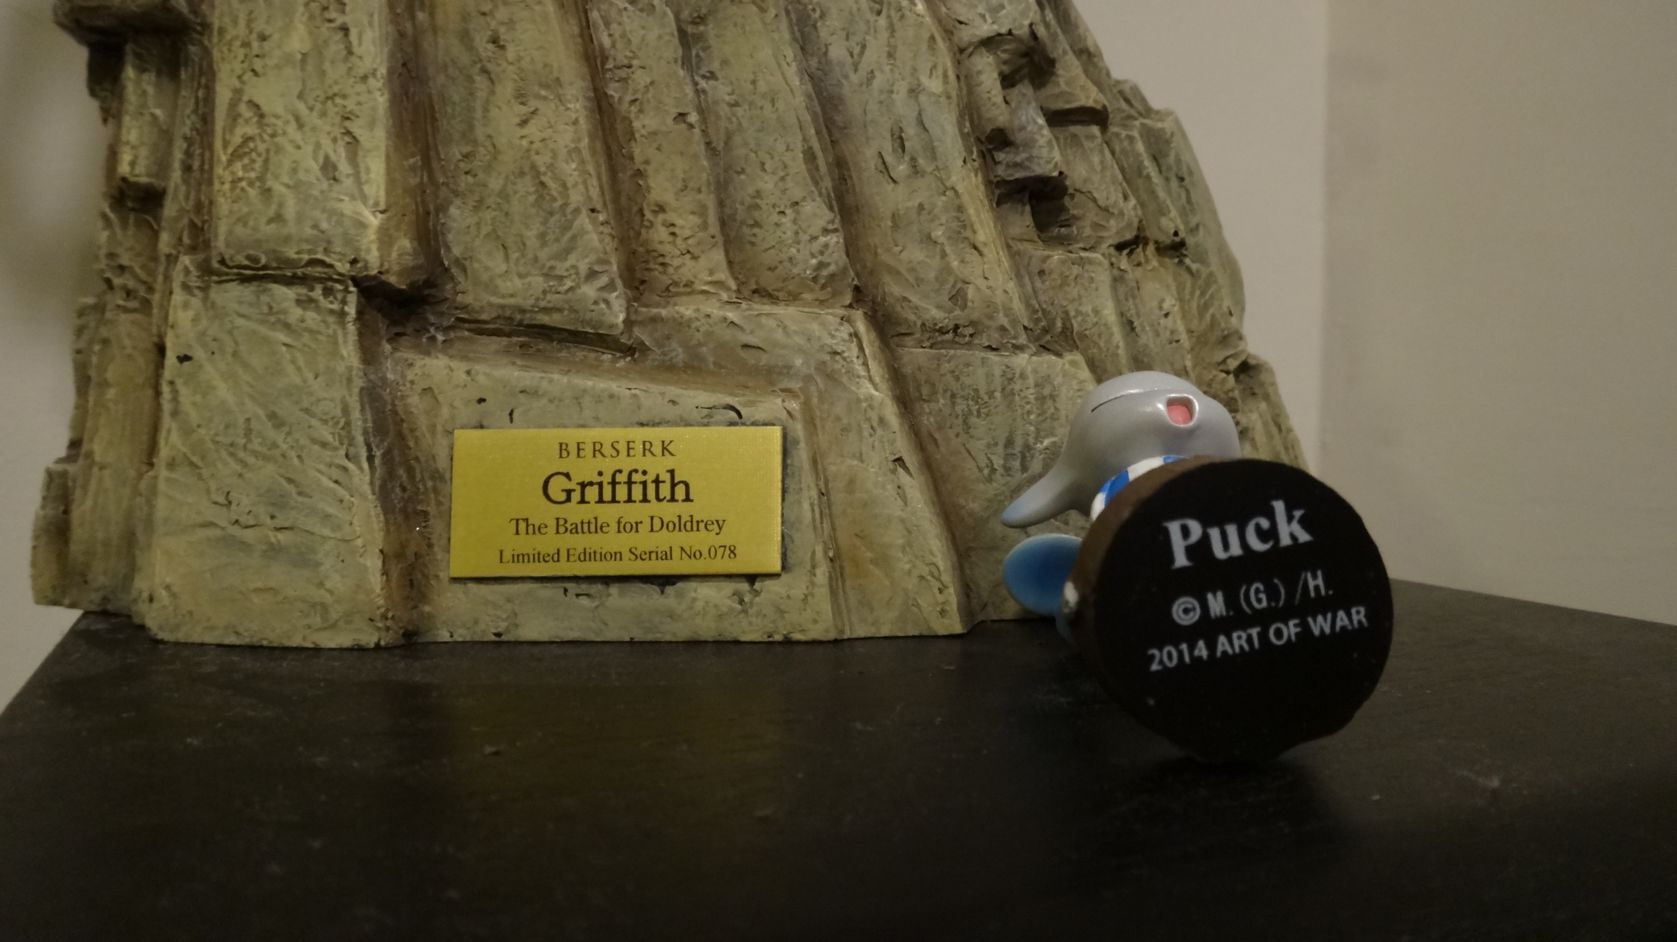 BERSERK
Griffith
The Battle for Doldrey
Limited Edition Serial No.078
Puck
© M. (G.) /H.
2014 ART OF WAR